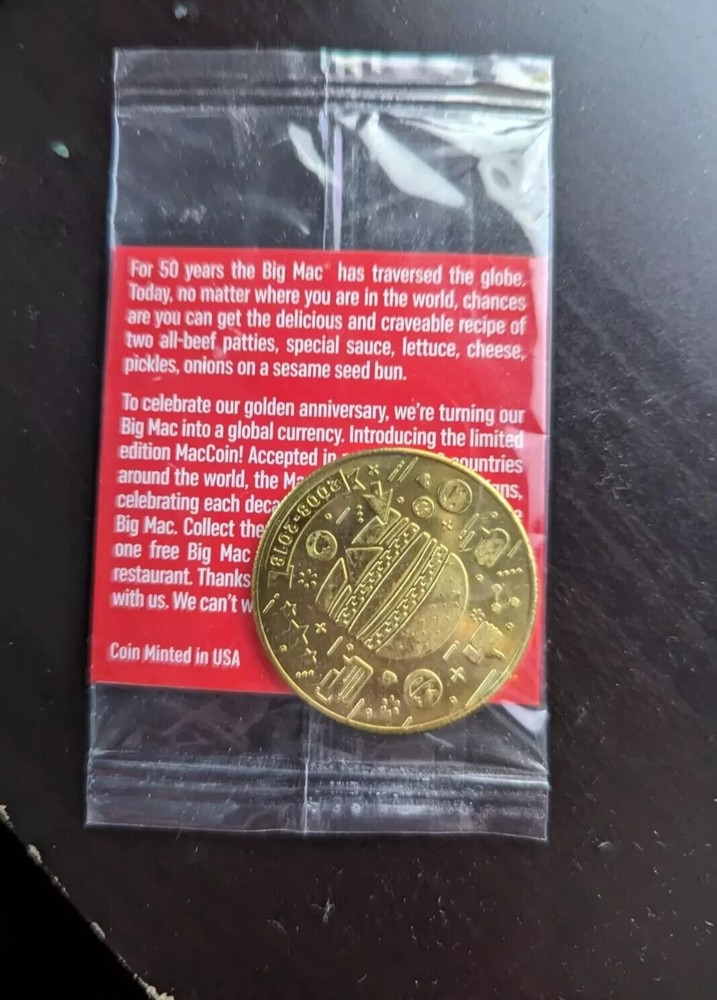 For 50 years the Big Mac® has traversed the globe.
Today, no matter where you are in the world, chances
are you can get the delicious and craveable recipe of
two all-beef patties, special sauce, lettuce, cheese,
pickles, onions on a sesame seed bun.
To celebrate our golden anniversary, we're turning our
Big Mac into a global currency. Introducing the limited
edition MacCoin! Accepted in countries
around the world, the
celebrating each
Big Mac. Collect
one free Big Mac
restaurant. Thanks
with us. We can't
Coin Minted in USA
2008-2018